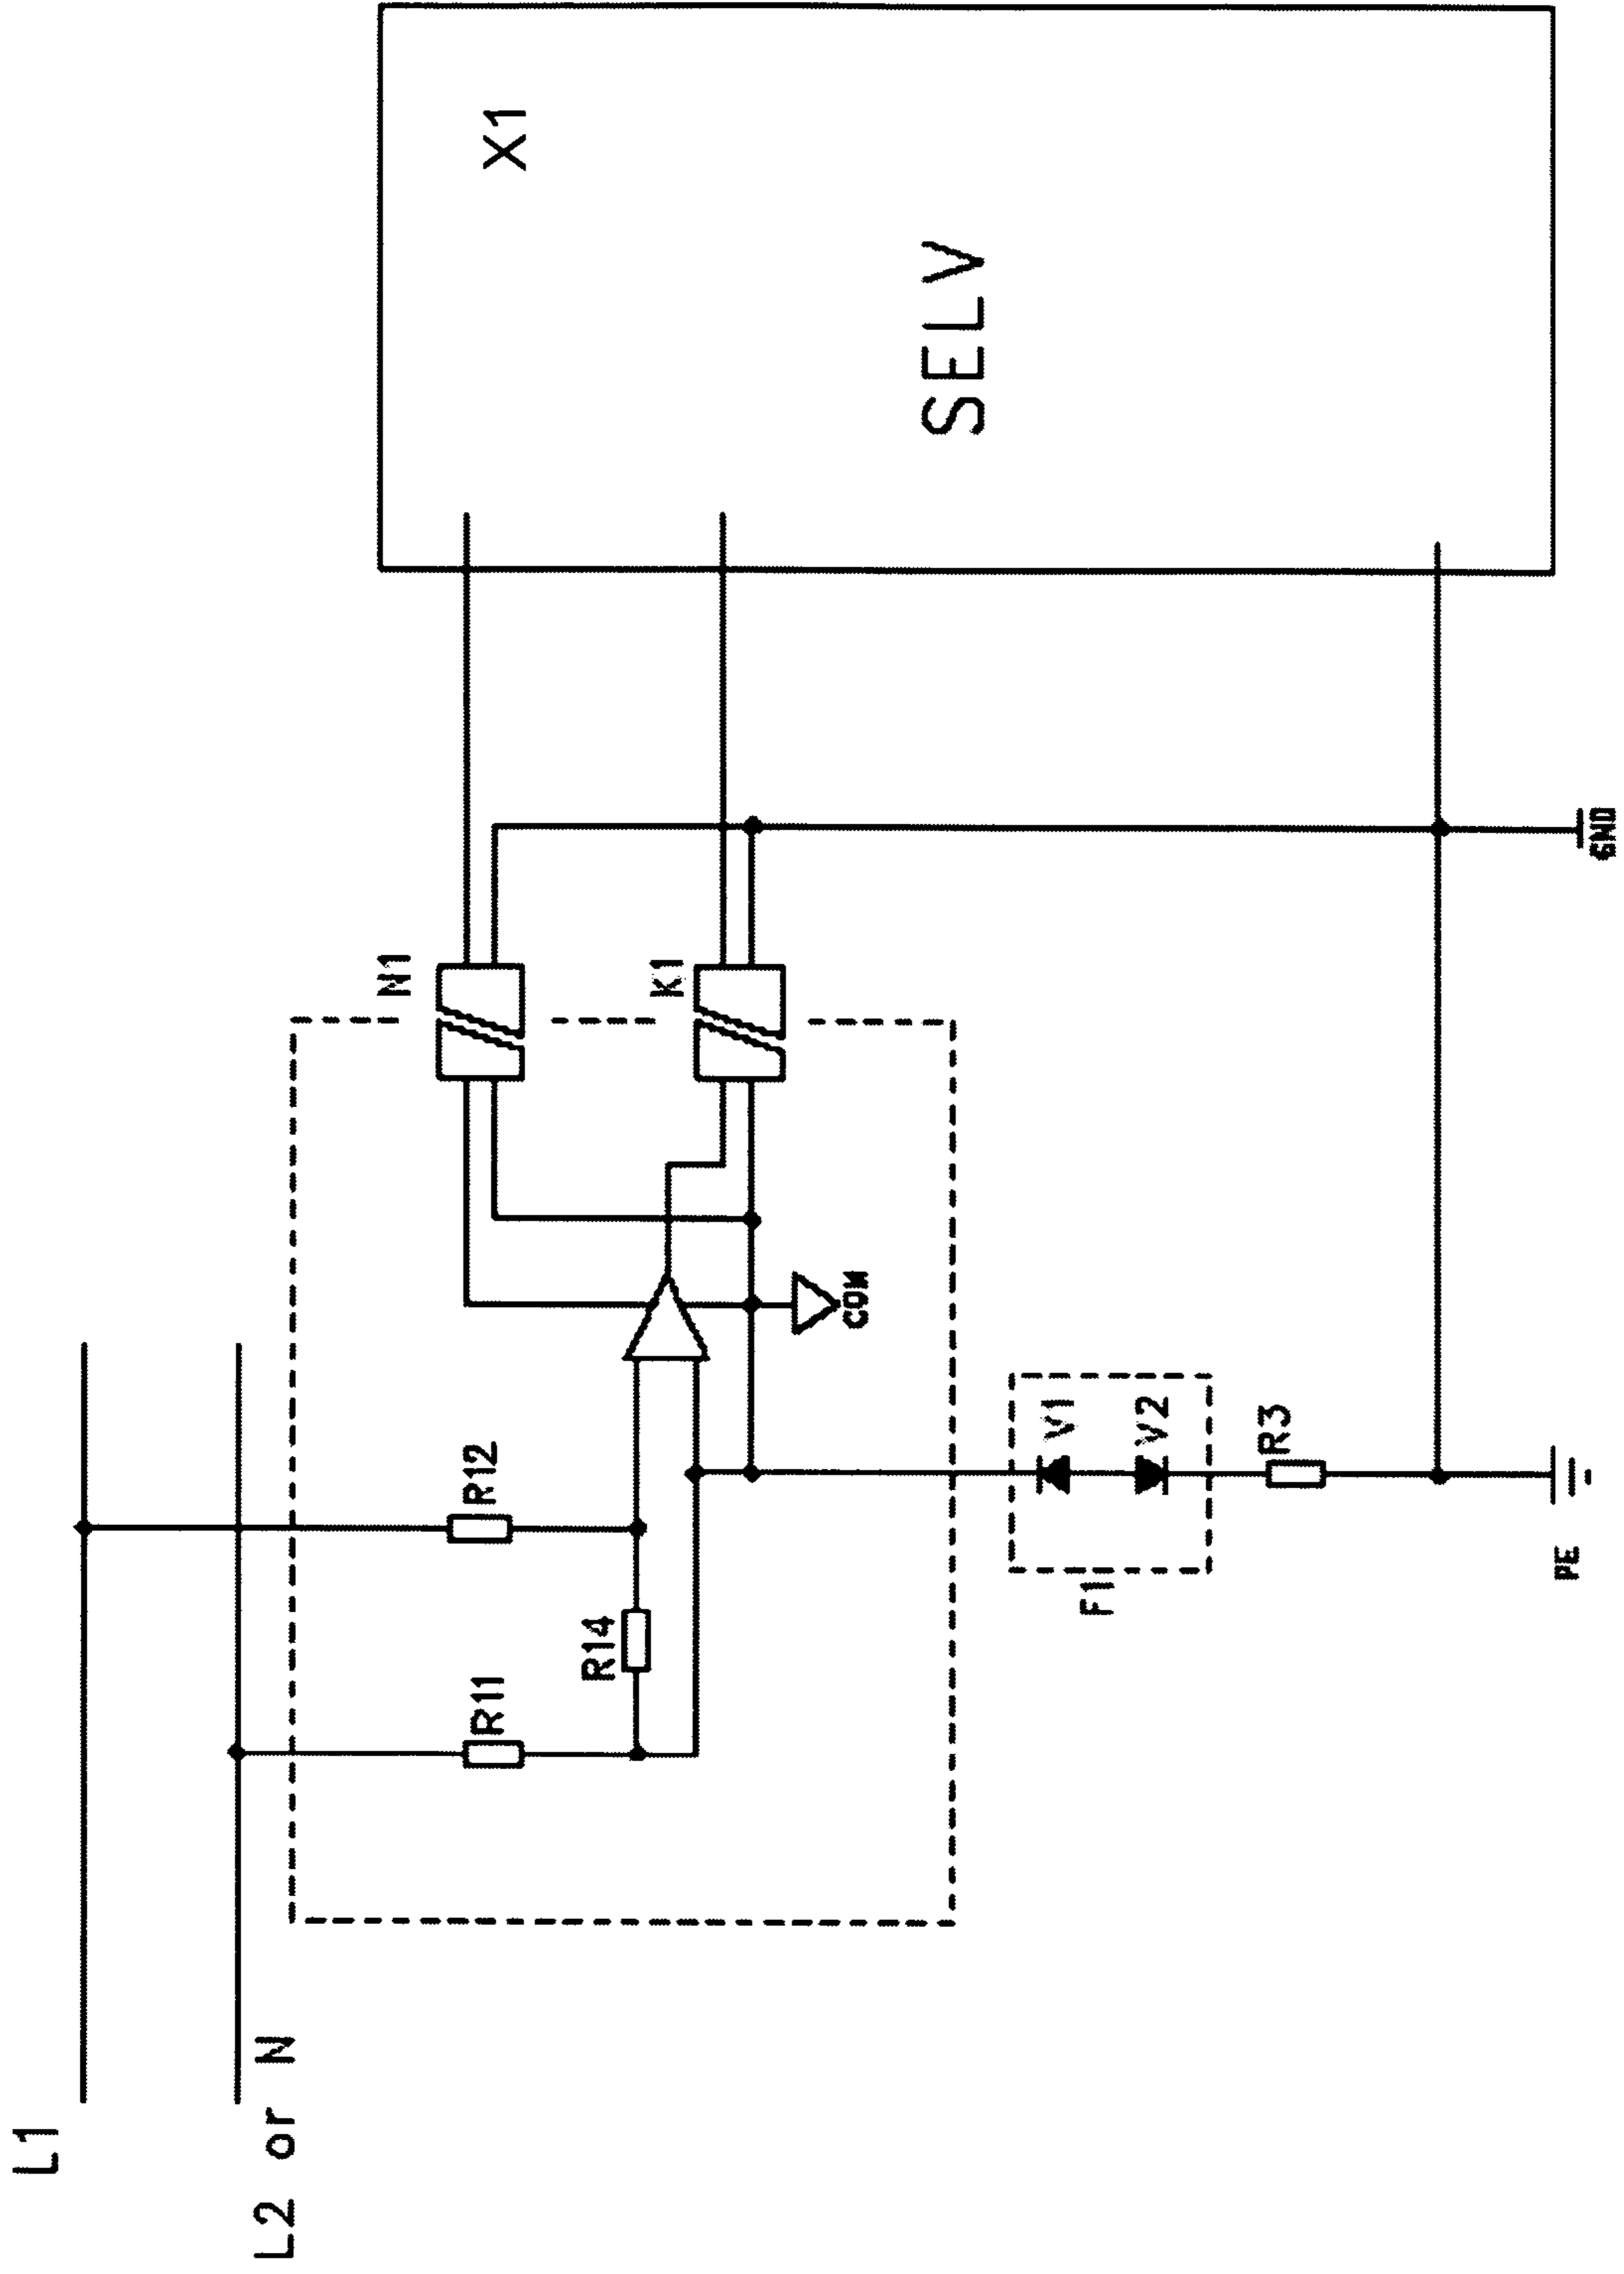 L1
L2 or N
R11
R12
R14
N1
K1
COM
X1
SELV
F1
V1
V2
R3
PE
GND